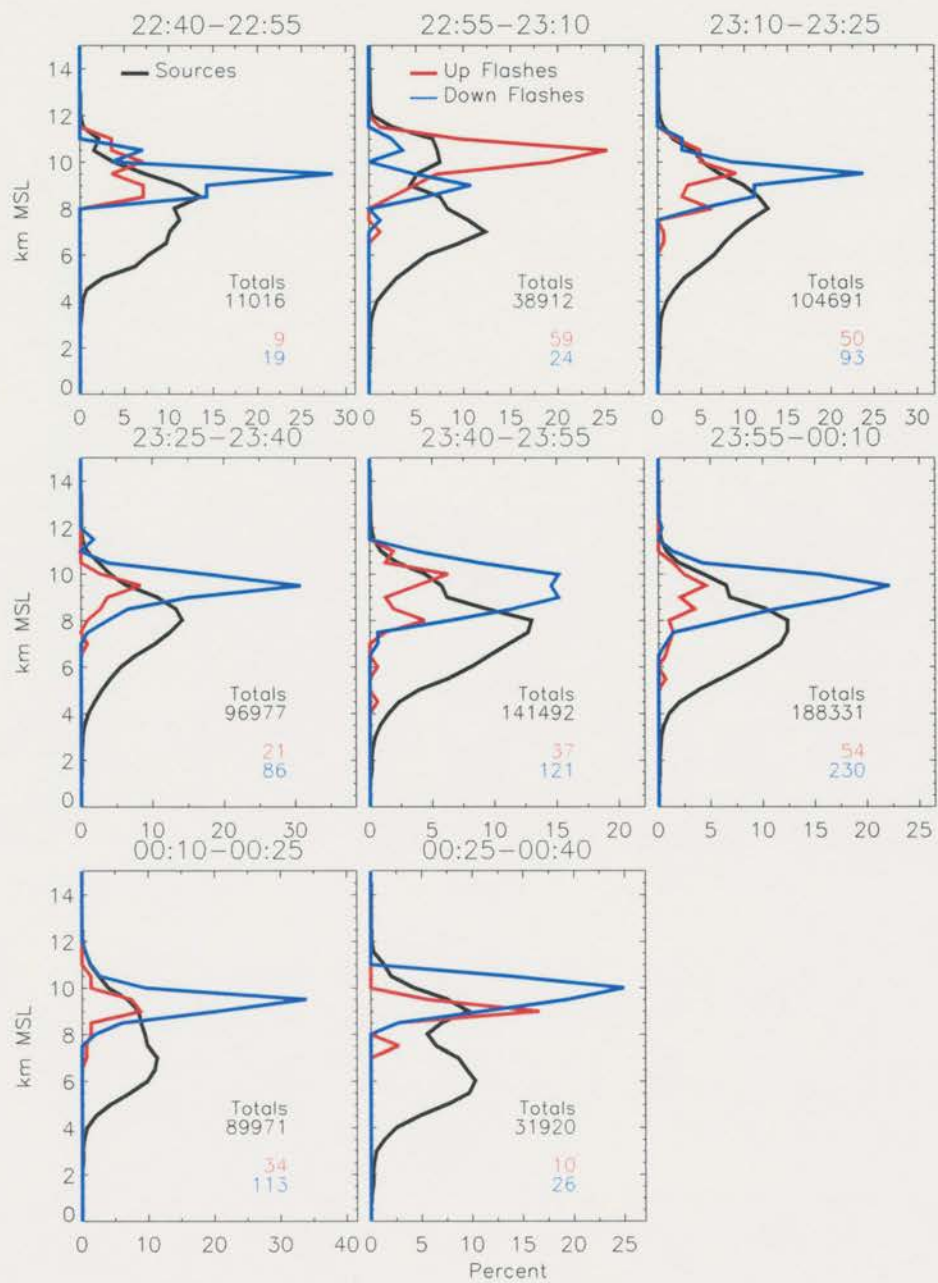 22:40-22:55 22:55-23:10 23:10-23:25
Sources
Up Flashes
Down Flashes
km MSL
14
12
10
8
6
4
2
0
Totals
11016
9
19
Totals
38912
59
24
Totals
104691
50
93
0 5 10 15 20 25 30
0 5 10 15 20 25 30
0 5 10 15 20 25 30
23:25-23:40 23:40-23:55 23:55-00:10
km MSL
14
12
10
8
6
4
2
0
Totals
96977
21
86
Totals
141492
37
121
Totals
188331
54
230
0 10 20 30
0 5 10 15 20
0 5 10 15 20 25
00:10-00:25 00:25-00:40
km MSL
14
12
10
8
6
4
2
0
Totals
89971
34
113
Totals
31920
10
26
0 10 20 30 40
0 5 10 15 20 25
Percent